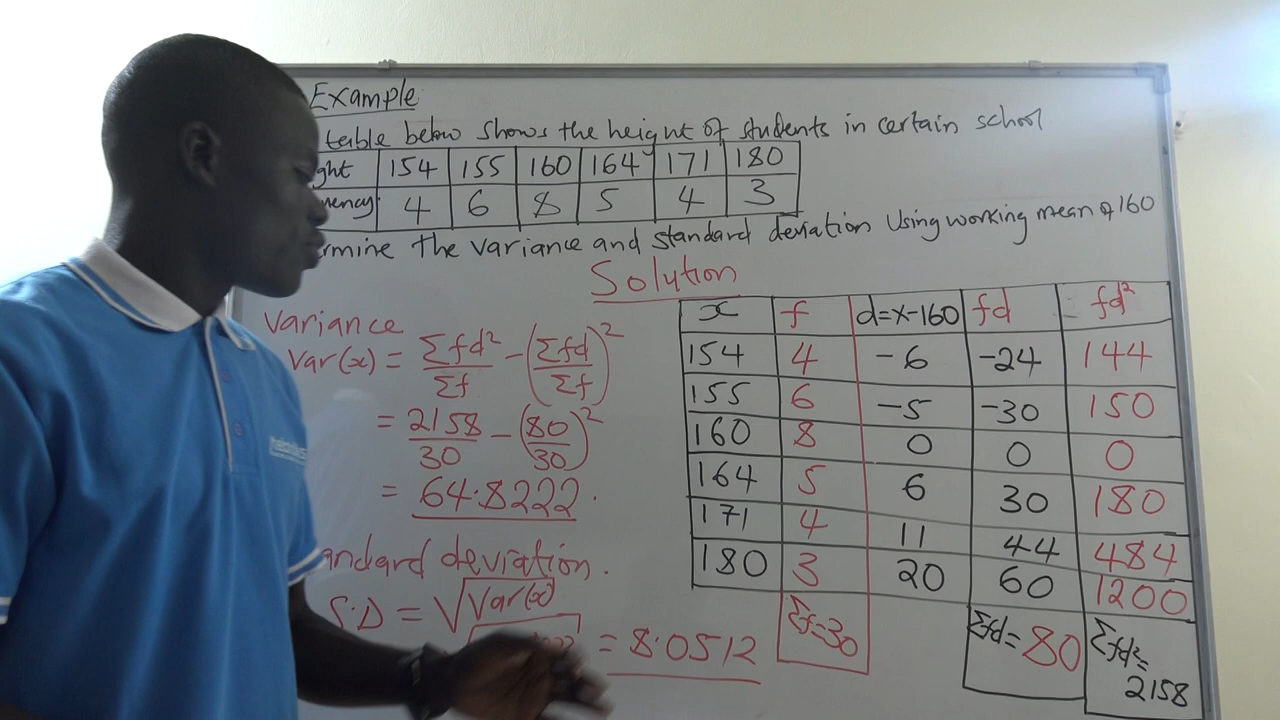 Example
table below shows the height of students in certain school
ght 154 155 160 164 171 180
uency 4 6 8 5 4 3
rmine the variance and standard deviation Using working mean of 160
Solution
Variance
Var(x) = Σfd²/Σf - (Σfd/Σf)²
= 2158/30 - (80/30)²
= 64.8222.
andard deviation.
S.D = √Var(x)
= 8.0512
x f d=x-160 fd fd²
154 4 -6 -24 144
155 6 -5 -30 150
160 8 0 0 0
164 5 6 30 180
171 4 11 44 484
180 3 20 60 1200
Σf=30 Σfd=80 Σfd²=2158